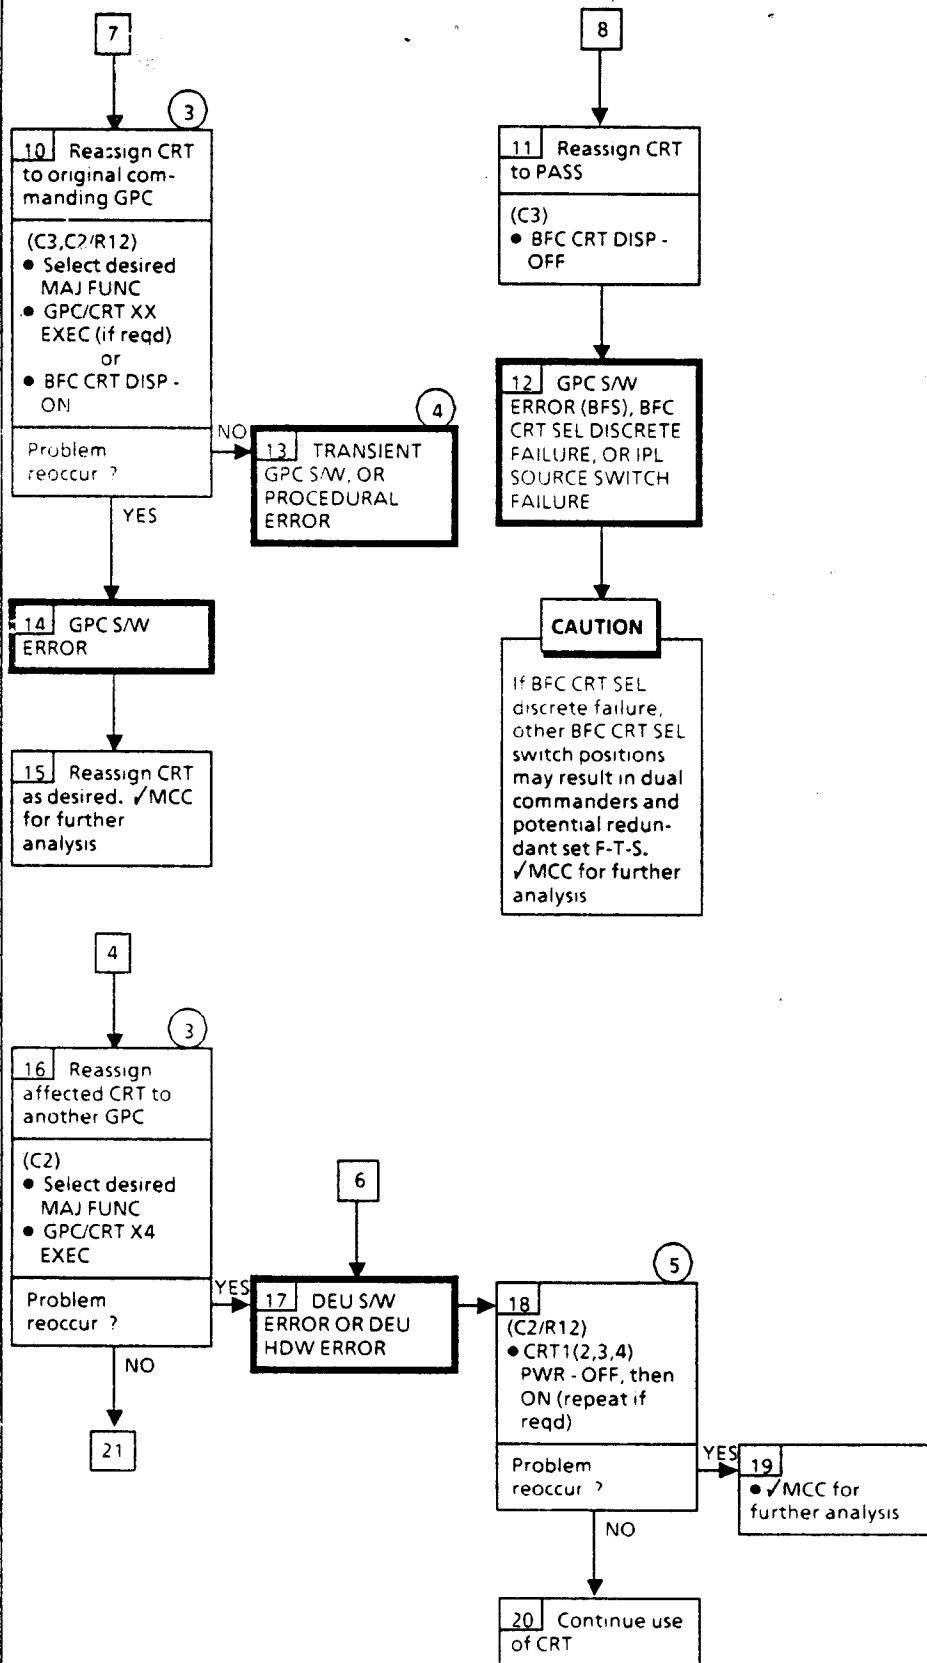 7
3
10 Reassign CRT
to original com-
manding GPC
(C3,C2/R12)
● Select desired
MAJ FUNC
● GPC/CRT XX
EXEC (if reqd)
or
● BFC CRT DISP -
ON
Problem
reoccur ?
NO
YES
4
13 TRANSIENT
GPC S/W, OR
PROCEDURAL
ERROR
14 GPC S/W
ERROR
15 Reassign CRT
as desired. ✓MCC
for further
analysis
8
11 Reassign CRT
to PASS
(C3)
● BFC CRT DISP -
OFF
12 GPC S/W
ERROR (BFS), BFC
CRT SEL DISCRETE
FAILURE, OR IPL
SOURCE SWITCH
FAILURE
CAUTION
If BFC CRT SEL
discrete failure,
other BFC CRT SEL
switch positions
may result in dual
commanders and
potential redun-
dant set F-T-S.
✓MCC for further
analysis
4
3
16 Reassign
affected CRT to
another GPC
(C2)
● Select desired
MAJ FUNC
● GPC/CRT X4
EXEC
Problem
reoccur ?
YES
NO
21
6
17 DEU S/W
ERROR OR DEU
HDW ERROR
5
18
(C2/R12)
● CRT1(2,3,4)
PWR - OFF, then
ON (repeat if
reqd)
Problem
reoccur ?
YES
NO
19
● ✓MCC for
further analysis
20 Continue use
of CRT